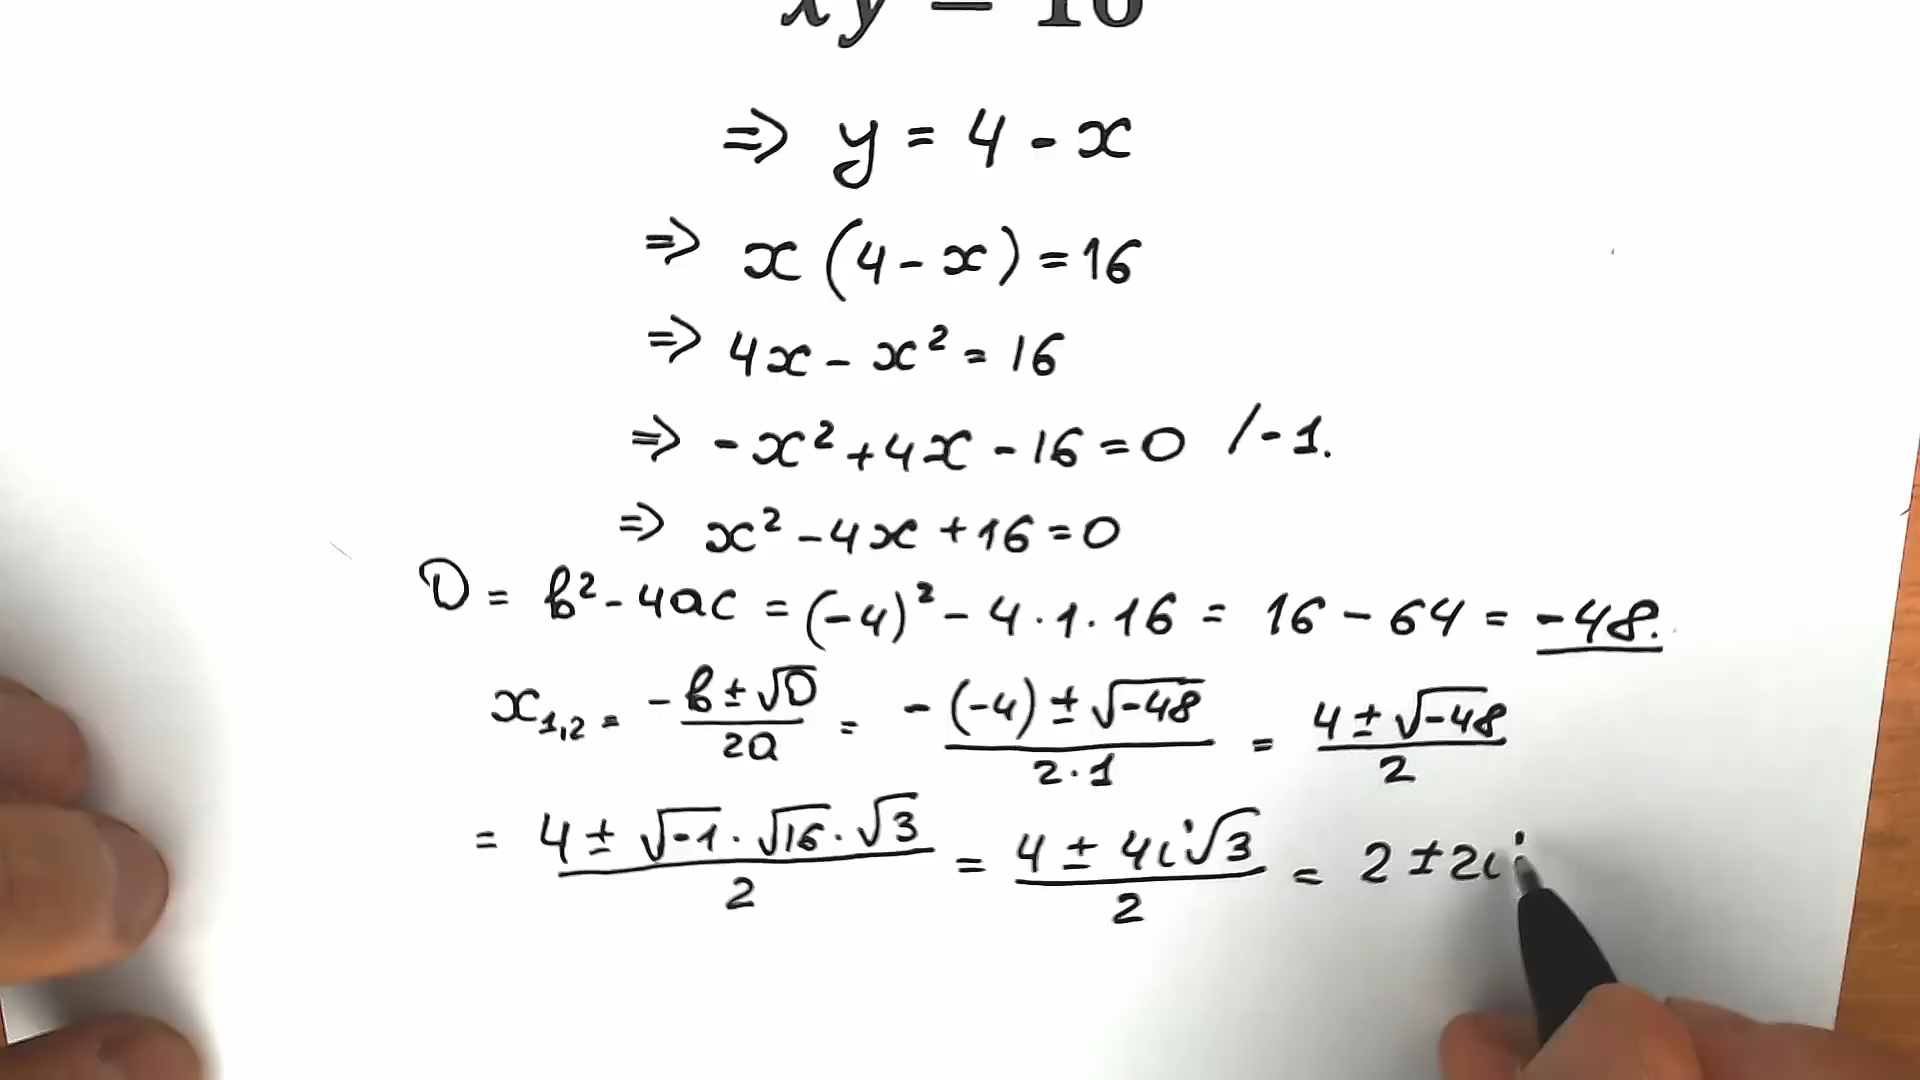 xy = 16
=> y = 4 - x
=> x (4 - x) = 16
=> 4x - x² = 16
=> -x² + 4x - 16 = 0 /-1.
=> x² - 4x + 16 = 0
D = b² - 4ac = (-4)² - 4 · 1 · 16 = 16 - 64 = -48.
x₁,₂ = (-b ± √D)/(2a) = (-(-4) ± √-48)/(2 · 1) = (4 ± √-48)/2
= (4 ± √-1 · √16 · √3)/2 = (4 ± 4i√3)/2 = 2 ± 2i